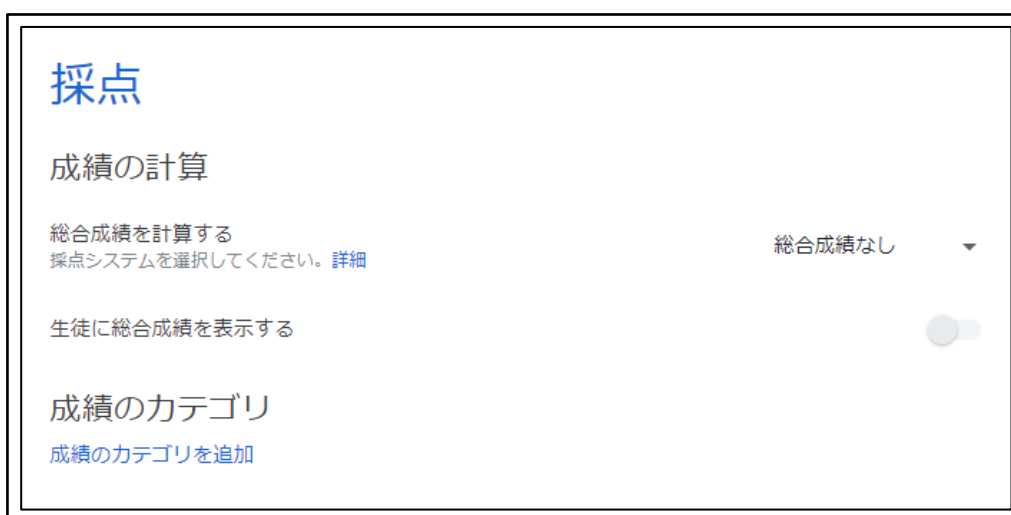 採点
成績の計算
総合成績を計算する
採点システムを選択してください。詳細
総合成績なし
生徒に総合成績を表示する
成績のカテゴリ
成績のカテゴリを追加